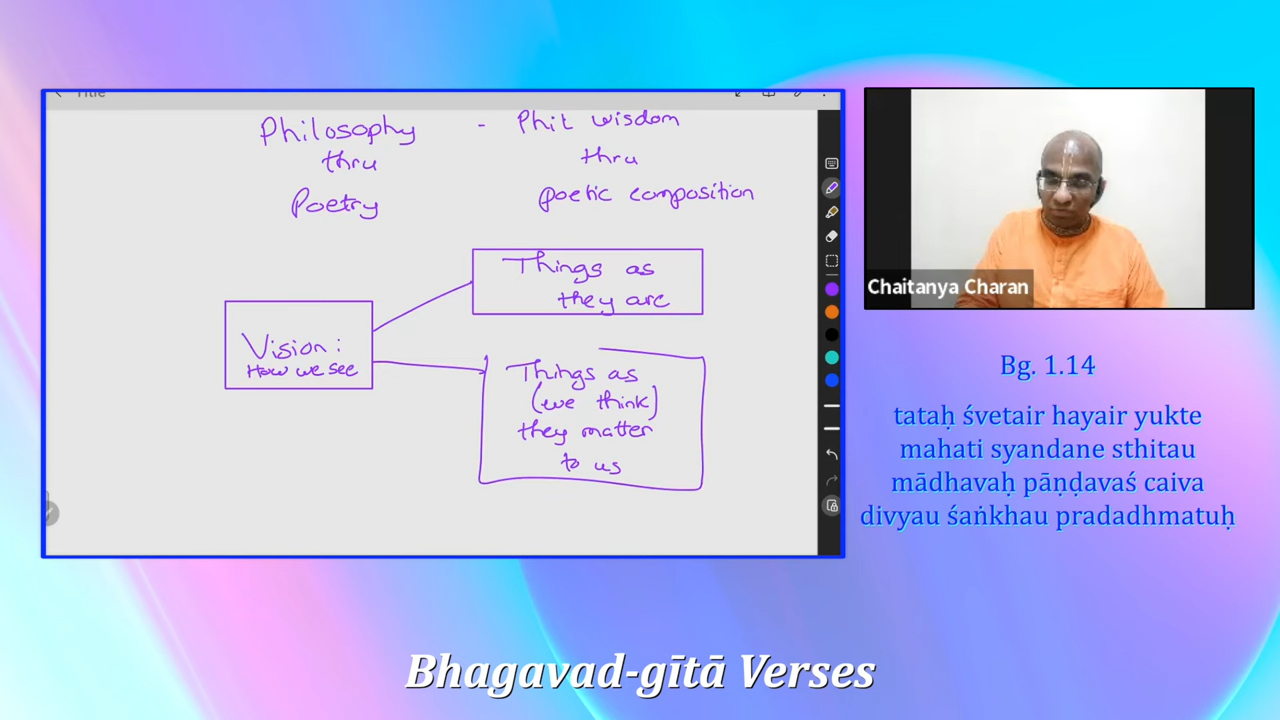 Title
Philosophy - Phil wisdom
thru thru
Poetry poetic composition
Things as
they are
Vision:
How we see
Things as
(we think)
they matter
to us
Chaitanya Charan
Bg. 1.14
tataḥ śvetair hayair yukte
mahati syandane sthitau
mādhavaḥ pāṇḍavaś caiva
divyau śaṅkhau pradadhmatuḥ
Bhagavad-gītā Verses